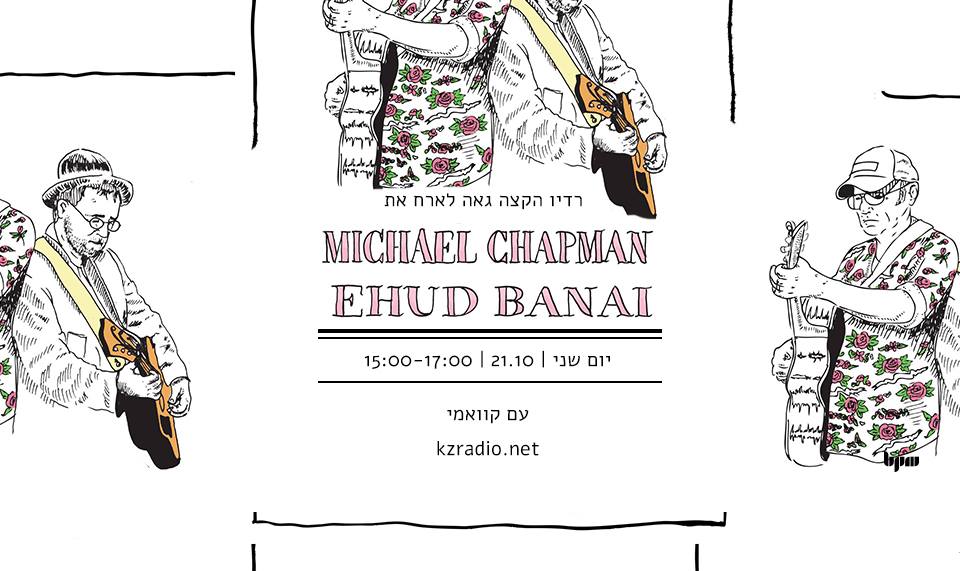 רדיו הקצה גאה לארח את
MICHAEL CHAPMAN
EHUD BANAI
יום שני | 21.10 | 15:00-17:00
עם קוואמי
kzradio.net